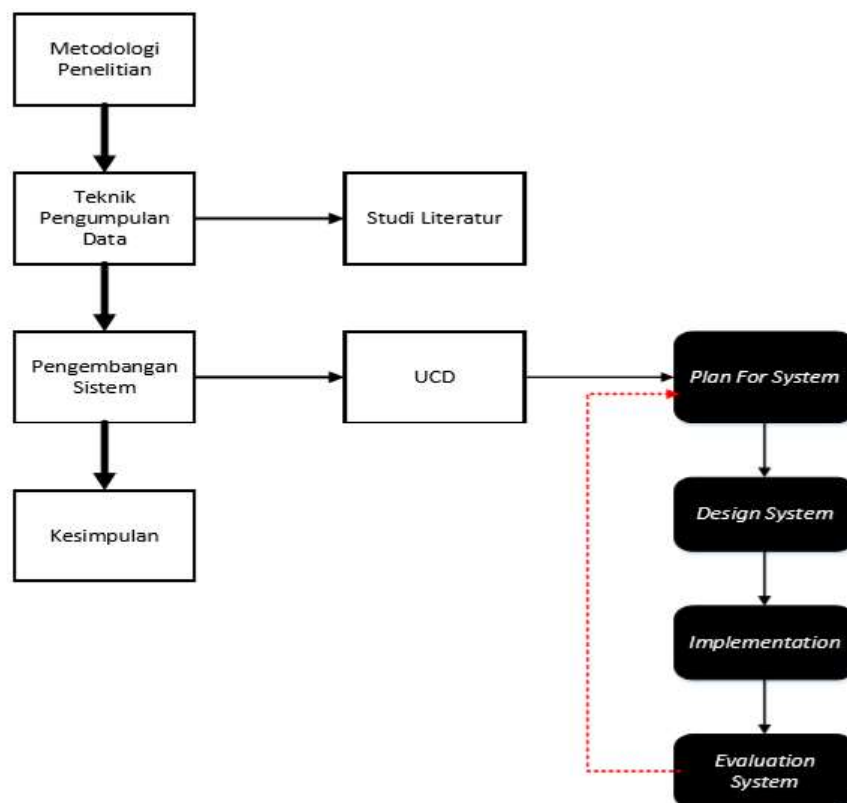 Metodologi
Penelitian
Teknik
Pengumpulan
Data
Studi Literatur
Pengembangan
Sistem
UCD
Plan For System
Kesimpulan
Design System
Implementation
Evaluation
System